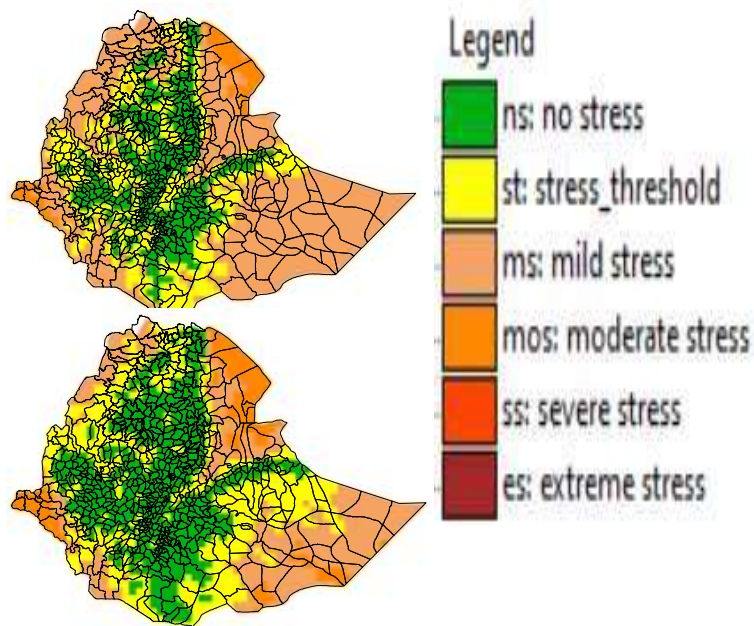 Legend
ns: no stress
st: stress_threshold
ms: mild stress
mos: moderate stress
ss: severe stress
es: extreme stress